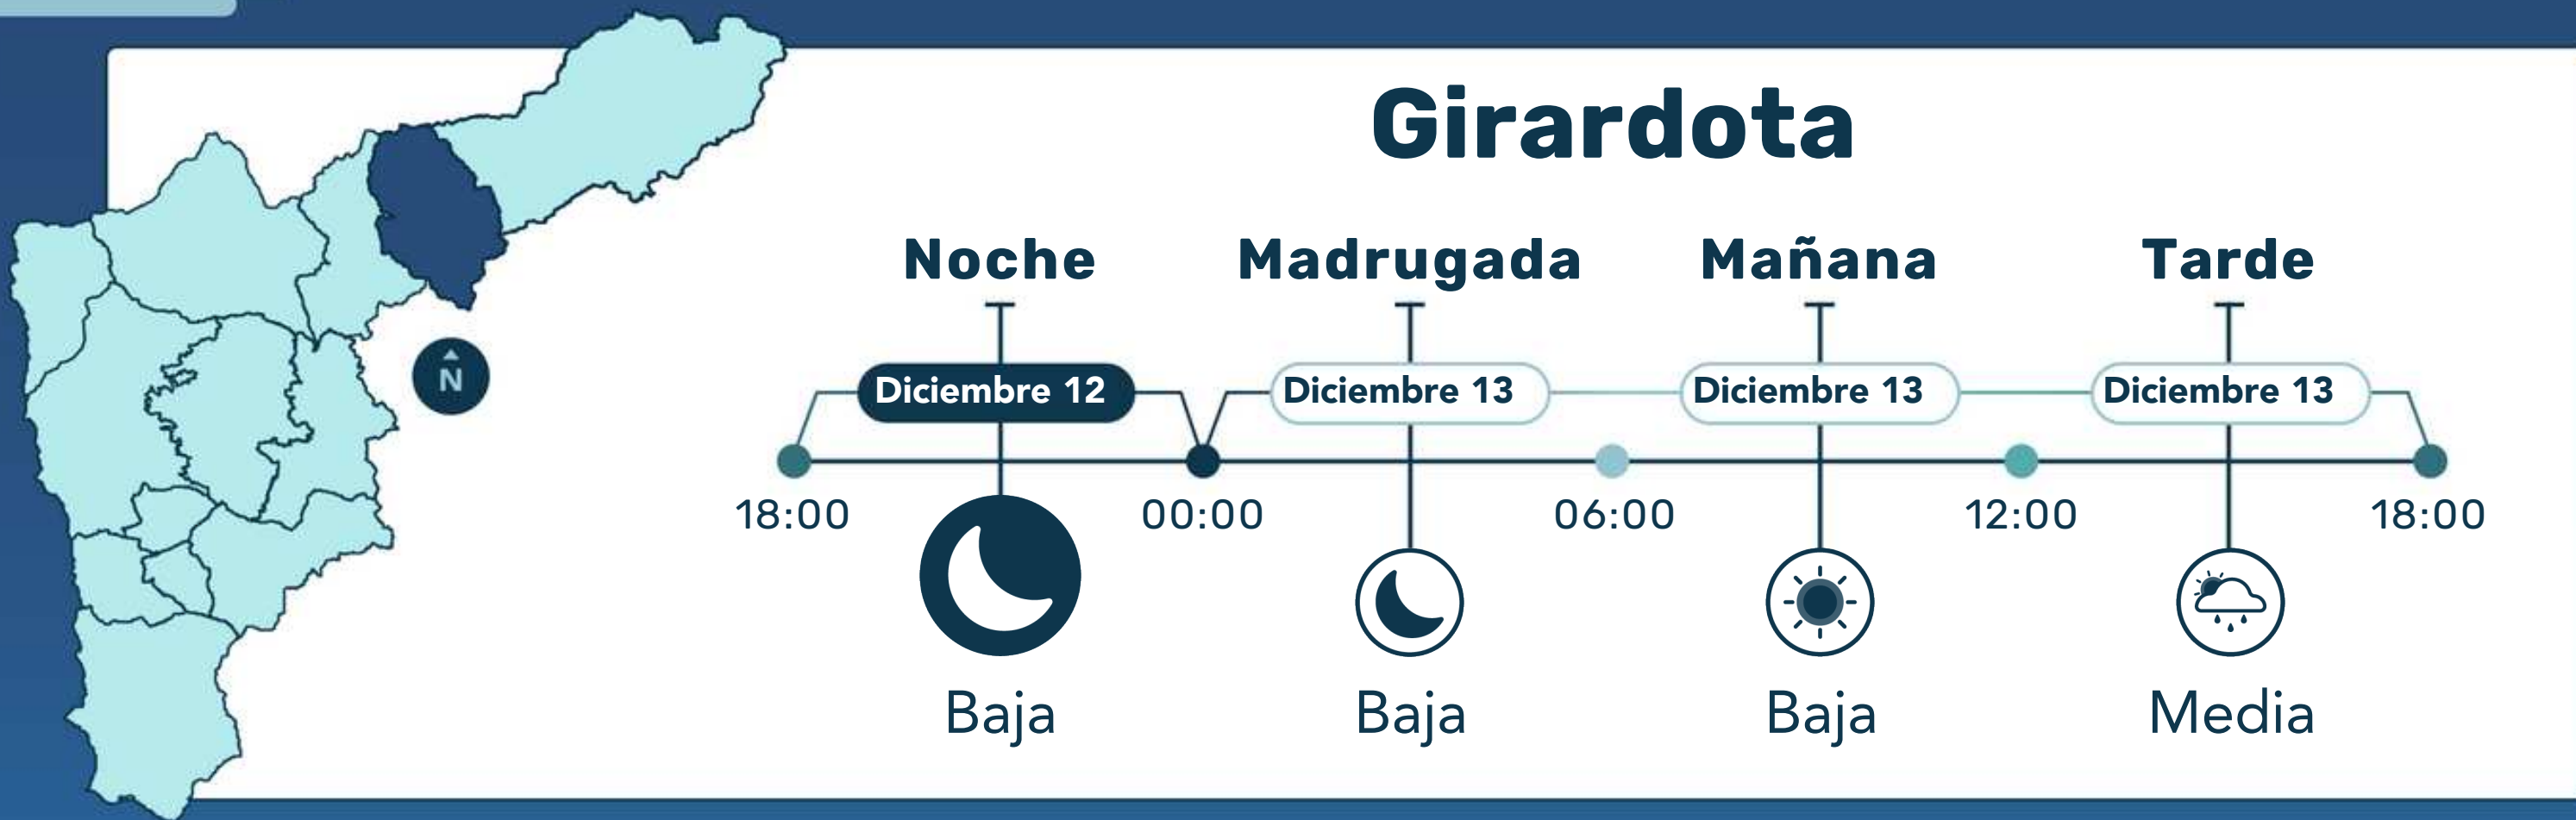 Girardota
Noche Madrugada Mañana Tarde
N
Diciembre 12 Diciembre 13 Diciembre 13 Diciembre 13
18:00 00:00 06:00 12:00 18:00
Baja Baja Baja Media